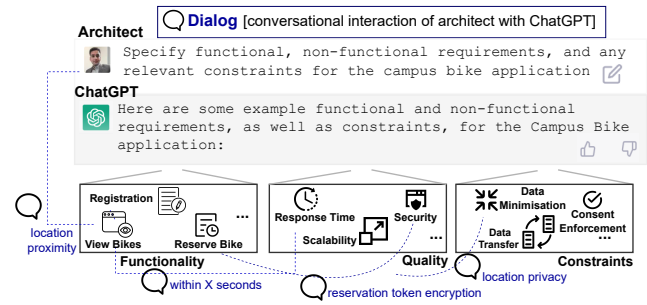 Dialog [conversational interaction of architect with ChatGPT]
Architect
Specify functional, non-functional requirements, and any
relevant constraints for the campus bike application
ChatGPT
Here are some example functional and non-functional
requirements, as well as constraints, for the Campus Bike
application:
Registration
View Bikes
Reserve Bike
...
Functionality
Response Time
Security
Scalability
...
Quality
Data
Minimisation
Consent
Enforcement
Data
Transfer
...
Constraints
location
proximity
within X seconds
reservation token encryption
location privacy